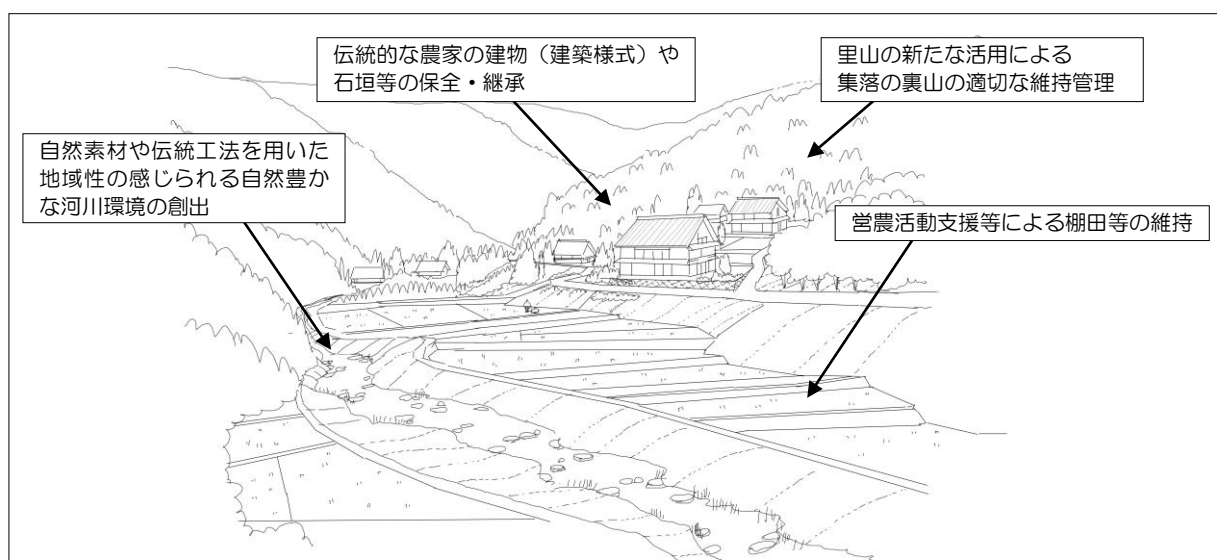 伝統的な農家の建物（建築様式）や
石垣等の保全・継承
里山の新たな活用による
集落の裏山の適切な維持管理
自然素材や伝統工法を用いた
地域性の感じられる自然豊か
な河川環境の創出
営農活動支援等による棚田等の維持